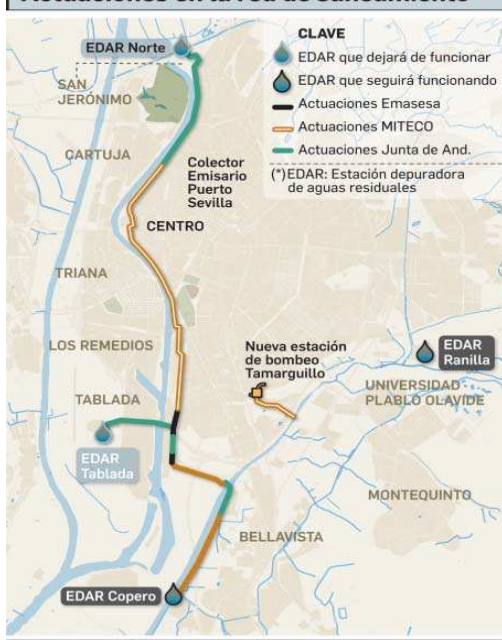 Actuaciones en la red de saneamiento
CLAVE
EDAR que dejará de funcionar
EDAR que seguirá funcionando
Actuaciones Emasesa
Actuaciones MITECO
Actuaciones Junta de And.
(*)EDAR: Estación depuradora
de aguas residuales
EDAR Norte
SAN
JERÓNIMO
CARTUJA
Colector
Emisario
Puerto
Sevilla
CENTRO
TRIANA
LOS REMEDIOS
Nueva estación
de bombeo
Tamarguillo
EDAR
Ranilla
TABLADA
UNIVERSIDAD
PLABLO OLAVIDE
EDAR
Tablada
MONTEQUINTO
BELLAVISTA
EDAR Copero